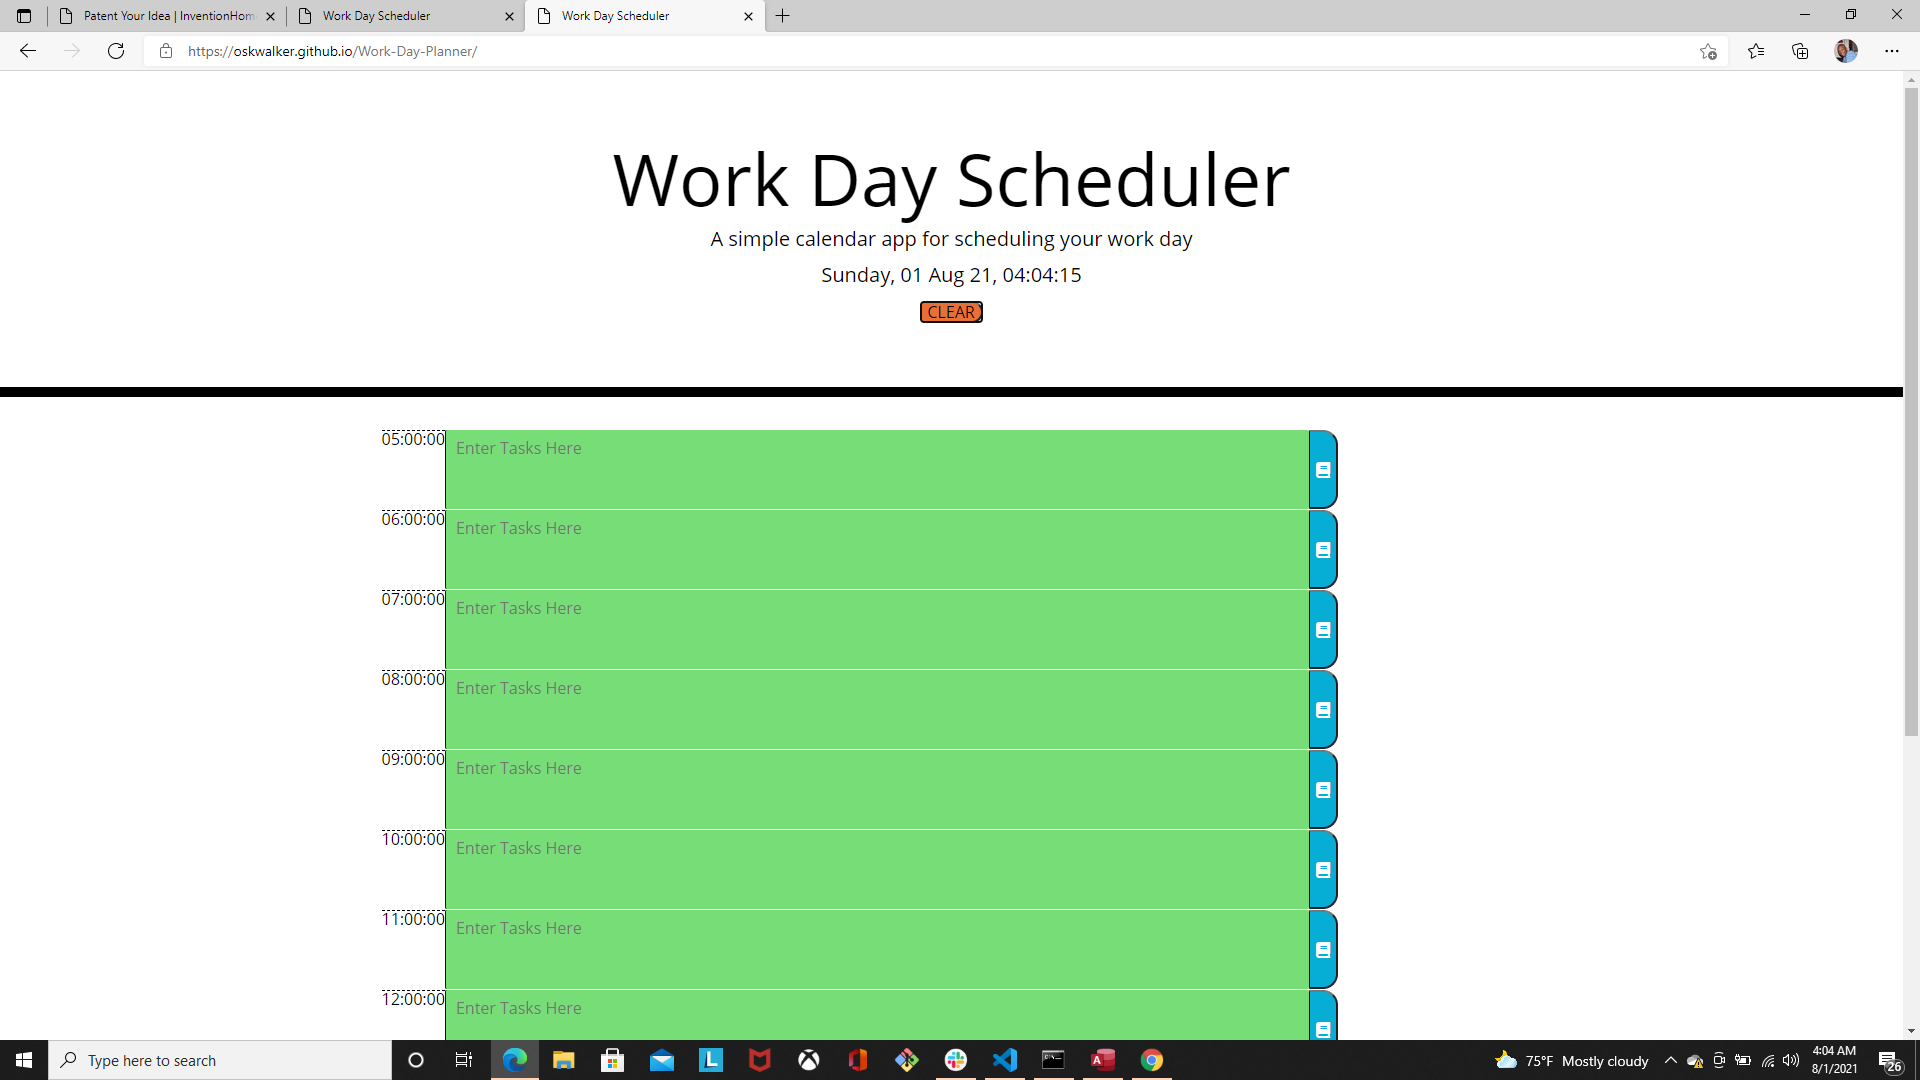 Patent Your Idea | InventionHom
Work Day Scheduler
Work Day Scheduler
https://oskwalker.github.io/Work-Day-Planner/
Work Day Scheduler
A simple calendar app for scheduling your work day
Sunday, 01 Aug 21, 04:04:15
CLEAR
05:00:00 Enter Tasks Here
06:00:00 Enter Tasks Here
07:00:00 Enter Tasks Here
08:00:00 Enter Tasks Here
09:00:00 Enter Tasks Here
10:00:00 Enter Tasks Here
11:00:00 Enter Tasks Here
12:00:00 Enter Tasks Here
Type here to search
L
A
75°F Mostly cloudy
4:04 AM
8/1/2021
26